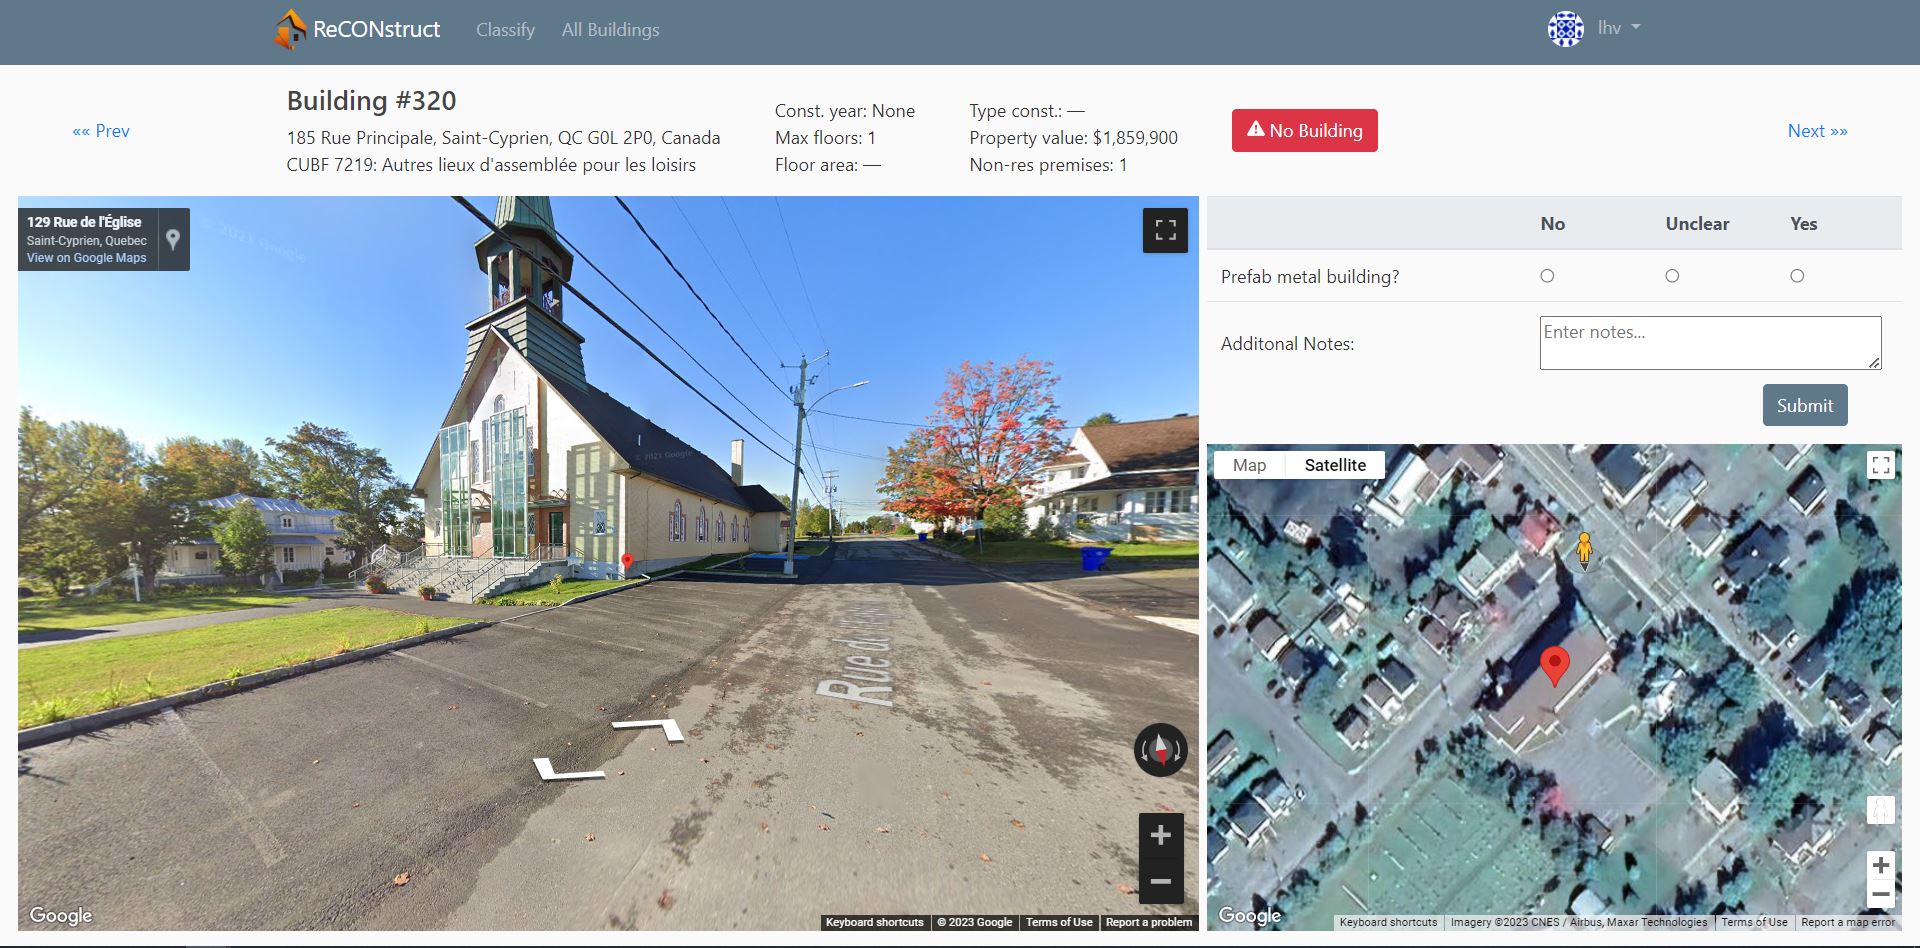 ReCONstruct
Classify
All Buildings
lhv
«« Prev
Building #320
185 Rue Principale, Saint-Cyprien, QC G0L 2P0, Canada
CUBF 7219: Autres lieux d'assemblée pour les loisirs
Const. year: None
Max floors: 1
Floor area: —
Type const.: —
Property value: $1,859,900
Non-res premises: 1
No Building
Next »»
129 Rue de l'Église
Saint-Cyprien, Quebec
View on Google Maps
© 2021 Google
© 2021 Google
Rue de l'Église
Google
Keyboard shortcuts
© 2023 Google
Terms of Use
Report a problem
No Unclear Yes
Prefab metal building?
Additonal Notes:
Enter notes...
Submit
Map
Satellite
Google
Keyboard shortcuts
Imagery ©2023 CNES / Airbus, Maxar Technologies
Terms of Use
Report a map error